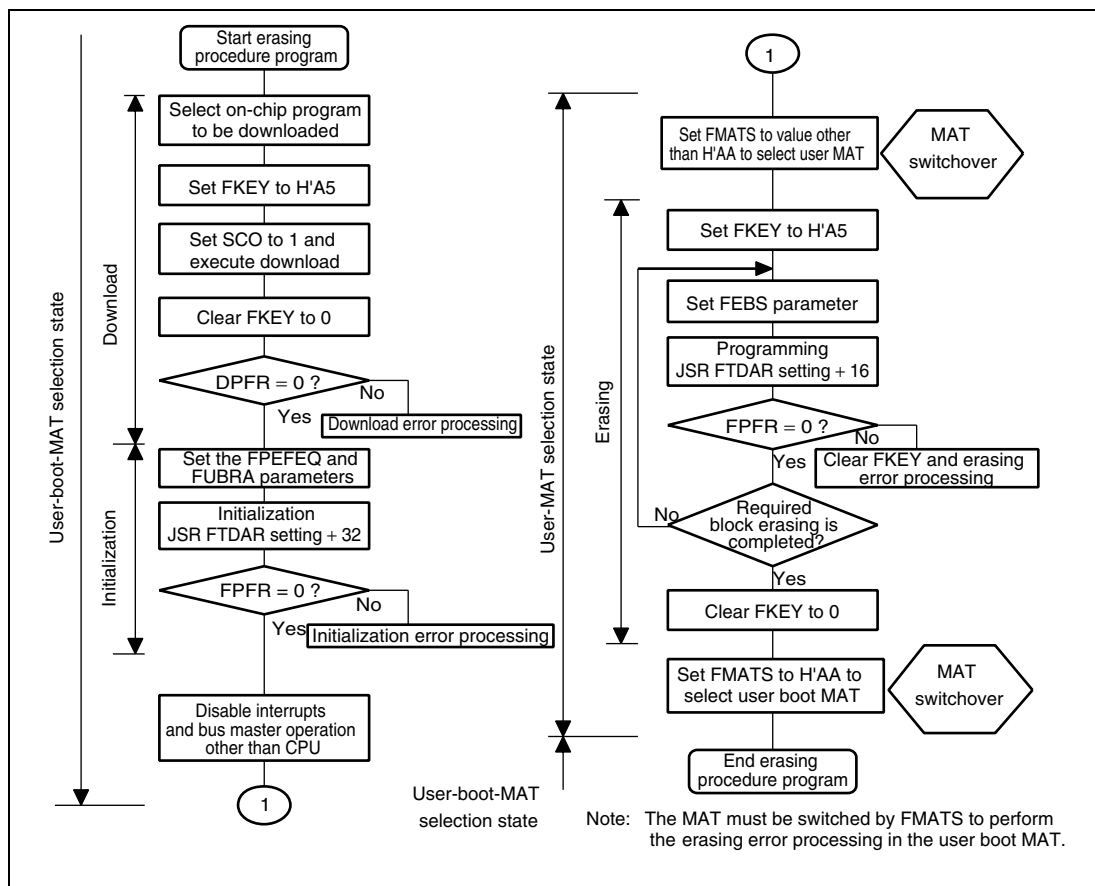 Start erasing
procedure program
Select on-chip program
to be downloaded
Set FKEY to H'A5
Set SCO to 1 and
execute download
Clear FKEY to 0
DPFR = 0 ?
No
Yes
Download error processing
Set the FPEFEQ and
FUBRA parameters
Initialization
JSR FTDAR setting + 32
FPFR = 0 ?
No
Yes
Initialization error processing
Disable interrupts
and bus master operation
other than CPU
1
Download
Initialization
User-boot-MAT selection state
1
Set FMATS to value other
than H'AA to select user MAT
MAT
switchover
Set FKEY to H'A5
Set FEBS parameter
Programming
JSR FTDAR setting + 16
FPFR = 0 ?
No
Yes
Clear FKEY and erasing
error processing
Required
block erasing is
completed?
No
Yes
Clear FKEY to 0
Set FMATS to H'AA to
select user boot MAT
MAT
switchover
End erasing
procedure program
Erasing
User-MAT selection state
User-boot-MAT
selection state
Note: The MAT must be switched by FMATS to perform
the erasing error processing in the user boot MAT.